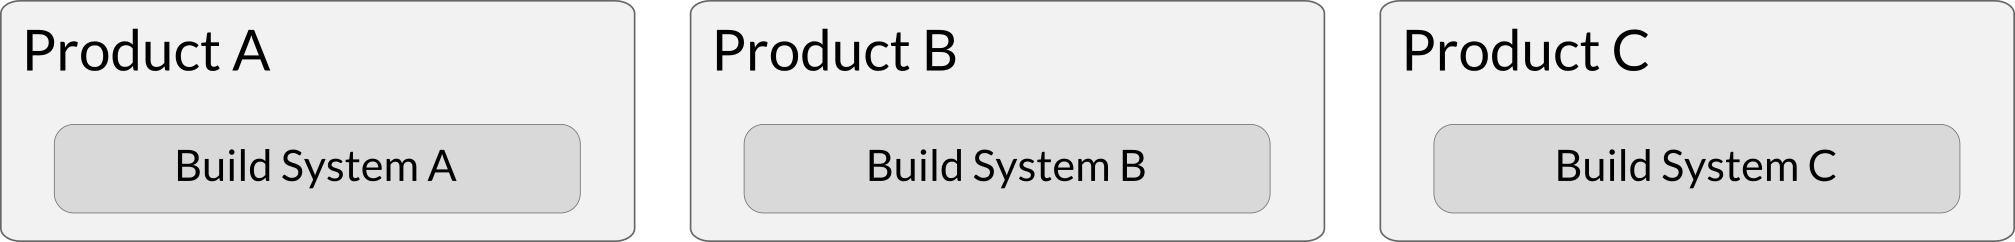 Product A
Build System A
Product B
Build System B
Product C
Build System C